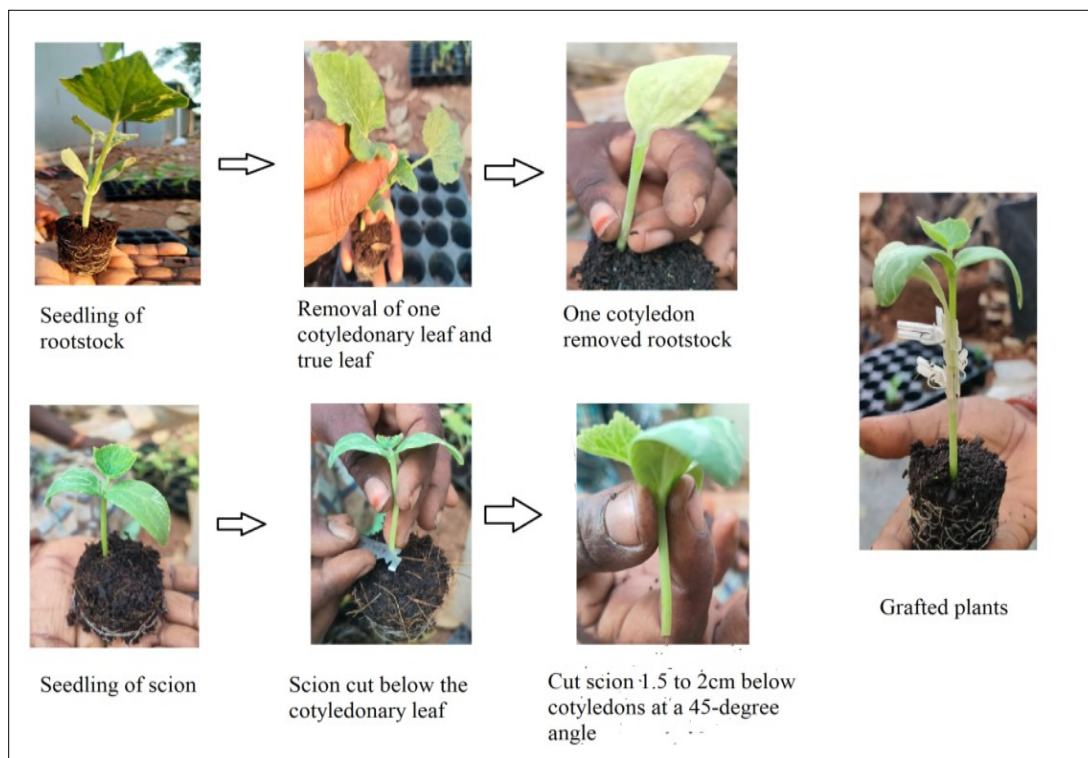 Seedling of
rootstock
Removal of one
cotyledonary leaf and
true leaf
One cotyledon
removed rootstock
Seedling of scion
Scion cut below the
cotyledonary leaf
Cut scion 1.5 to 2cm below
cotyledons at a 45-degree
angle
Grafted plants